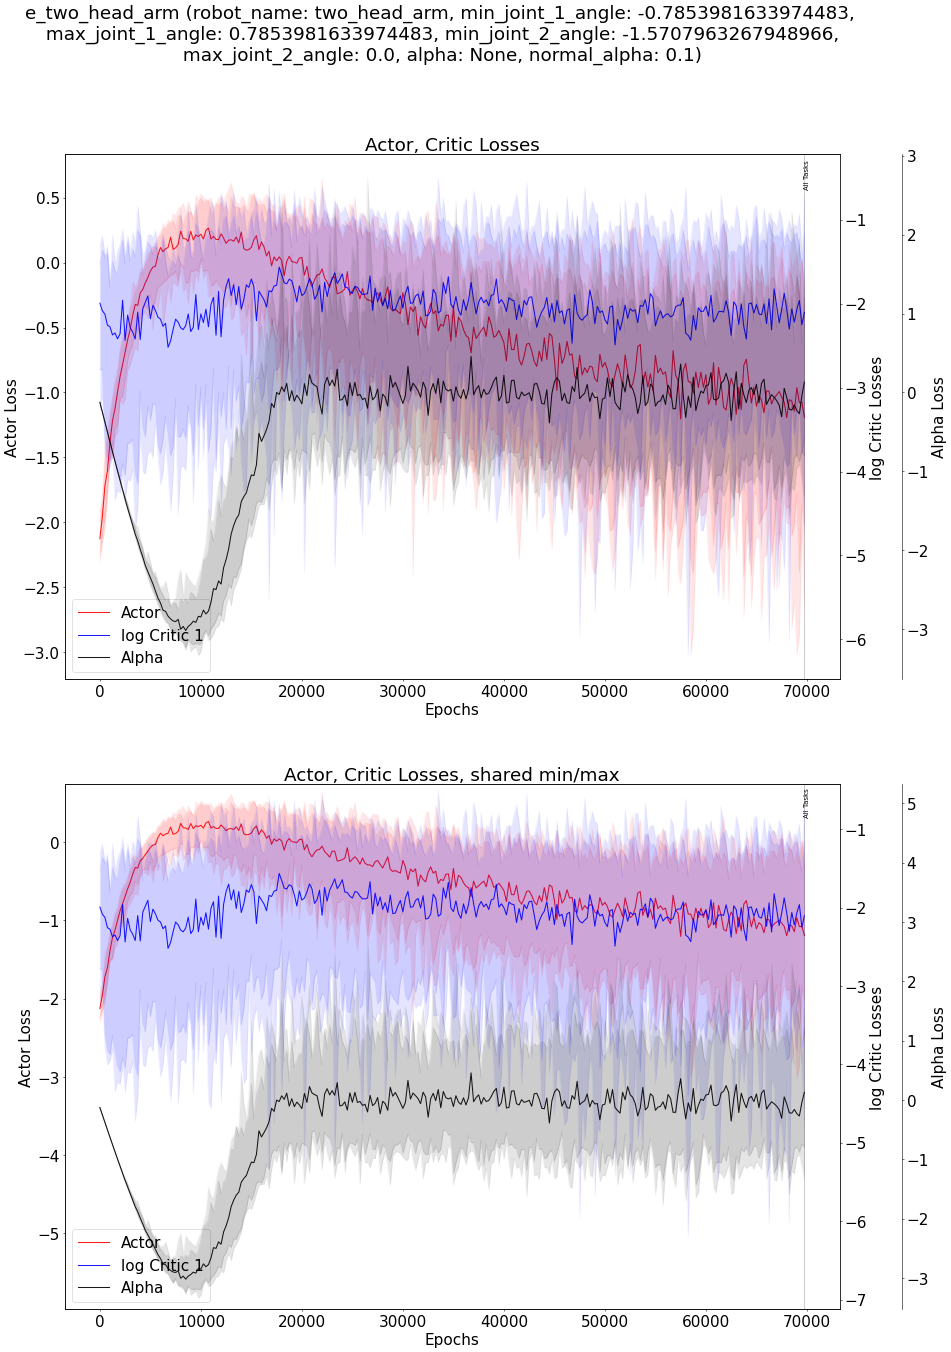 e_two_head_arm (robot_name: two_head_arm, min_joint_1_angle: -0.7853981633974483,
max_joint_1_angle: 0.7853981633974483, min_joint_2_angle: -1.5707963267948966,
max_joint_2_angle: 0.0, alpha: None, normal_alpha: 0.1)
Actor, Critic Losses
All Tasks
0.5
0.0
−0.5
−1.0
−1.5
−2.0
−2.5
−3.0
Actor Loss
−1
−2
−3
−4
−5
−6
log Critic Losses
3
2
1
0
−1
−2
−3
Alpha Loss
Actor
log Critic 1
Alpha
0 10000 20000 30000 40000 50000 60000 70000
Epochs
Actor, Critic Losses, shared min/max
All Tasks
0
−1
−2
−3
−4
−5
Actor Loss
−1
−2
−3
−4
−5
−6
−7
log Critic Losses
5
4
3
2
1
0
−1
−2
−3
Alpha Loss
Actor
log Critic 1
Alpha
0 10000 20000 30000 40000 50000 60000 70000
Epochs